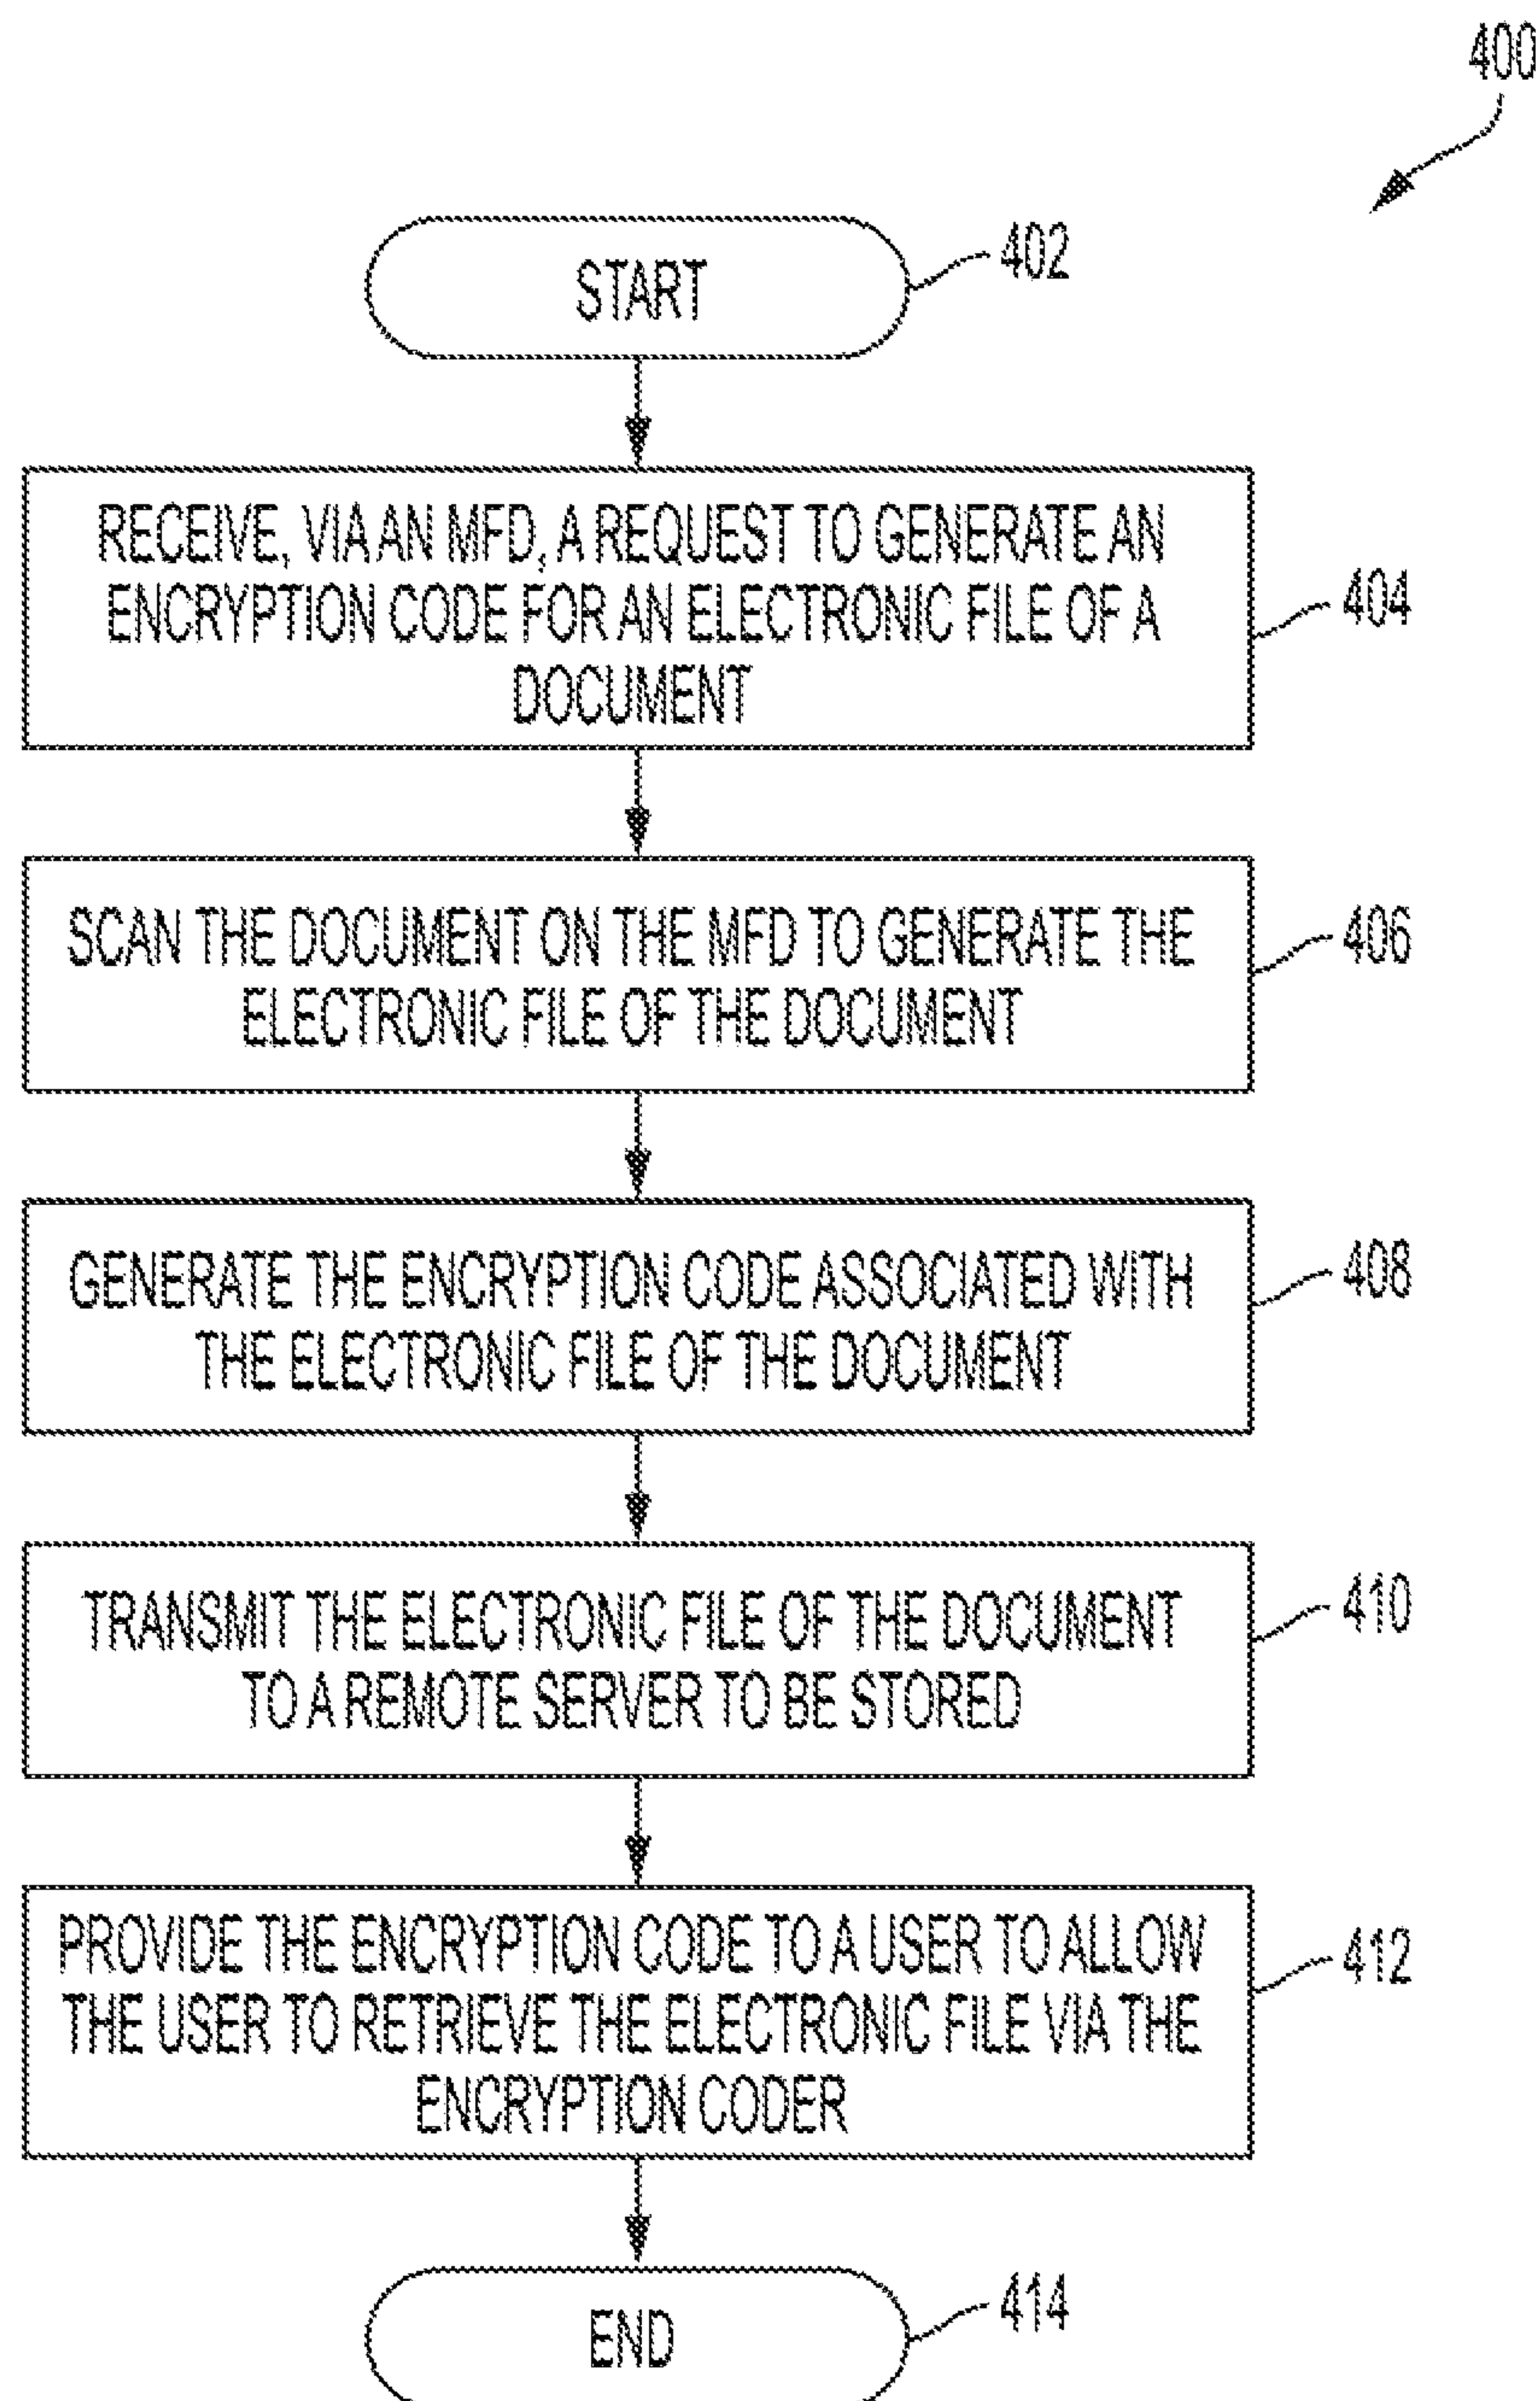 400
START
402
RECEIVE, VIA AN MFD, A REQUEST TO GENERATE AN
ENCRYPTION CODE FOR AN ELECTRONIC FILE OF A
DOCUMENT
404
SCAN THE DOCUMENT ON THE MFD TO GENERATE THE
ELECTRONIC FILE OF THE DOCUMENT
406
GENERATE THE ENCRYPTION CODE ASSOCIATED WITH
THE ELECTRONIC FILE OF THE DOCUMENT
408
TRANSMIT THE ELECTRONIC FILE OF THE DOCUMENT
TO A REMOTE SERVER TO BE STORED
410
PROVIDE THE ENCRYPTION CODE TO A USER TO ALLOW
THE USER TO RETRIEVE THE ELECTRONIC FILE VIA THE
ENCRYPTION CODER
412
END
414